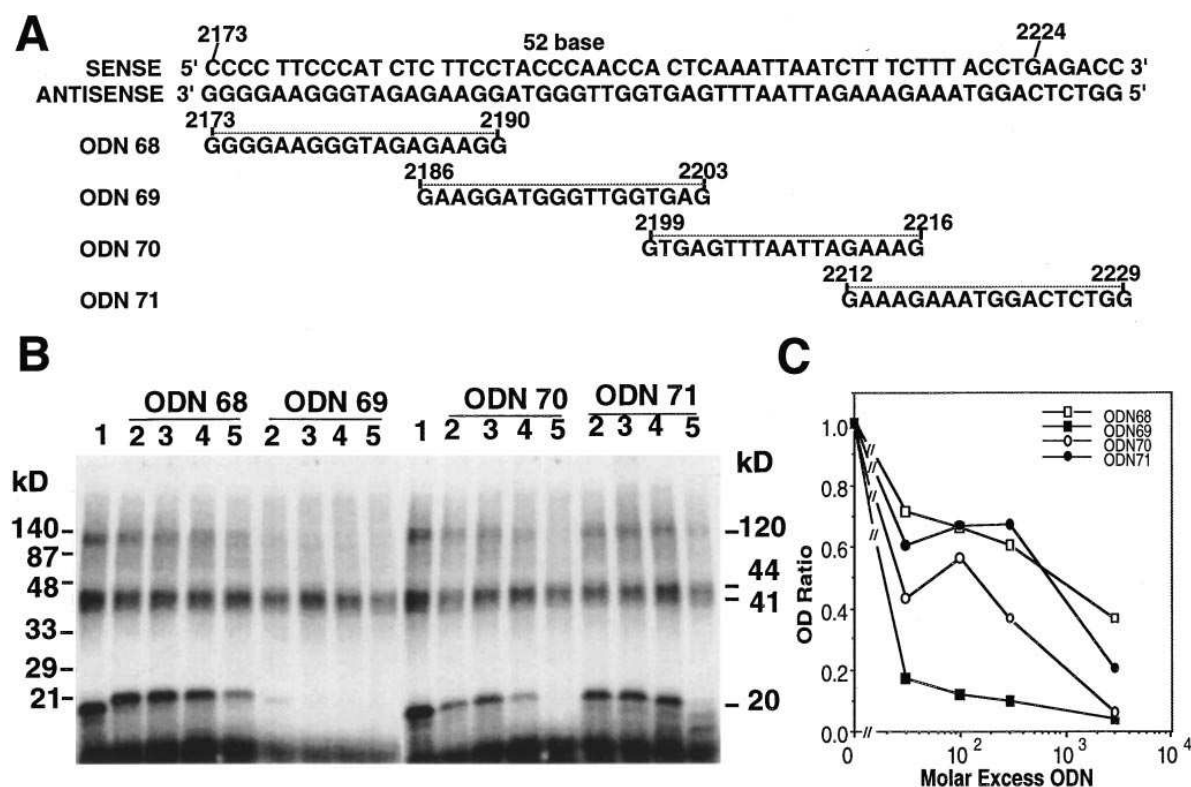 A
2173 52 base 2224
SENSE 5' CCCC TTCCCAT CTC TTCCTACCCAACCA CTCAAATTAATCTT TCTTT ACCTGAGACC 3'
ANTISENSE 3' GGGGAAGGGTAGAGAAGGATGGGTTGGTGAGTTTAATTAGAAAGAAATGGACTCTGG 5'
2173 2190
ODN 68 GGGGAAGGGTAGAGAAGG
2186 2203
ODN 69 GAAGGATGGGTTGGTGAG
2199 2216
ODN 70 GTGAGTTTAATTAGAAAG
2212 2229
ODN 71 GAAAGAAATGGACTCTGG
B
ODN 68 ODN 69 ODN 70 ODN 71
1 2 3 4 5 2 3 4 5 1 2 3 4 5 2 3 4 5
kD kD
140 –
87 –
48 –
33 –
29 –
21 –
– 120
44
– 41
– 20
C
ODN68
ODN69
ODN70
ODN71
OD Ratio
1.0
0.8
0.6
0.4
0.2
0.0
0 10 2 10 3 10 4
Molar Excess ODN